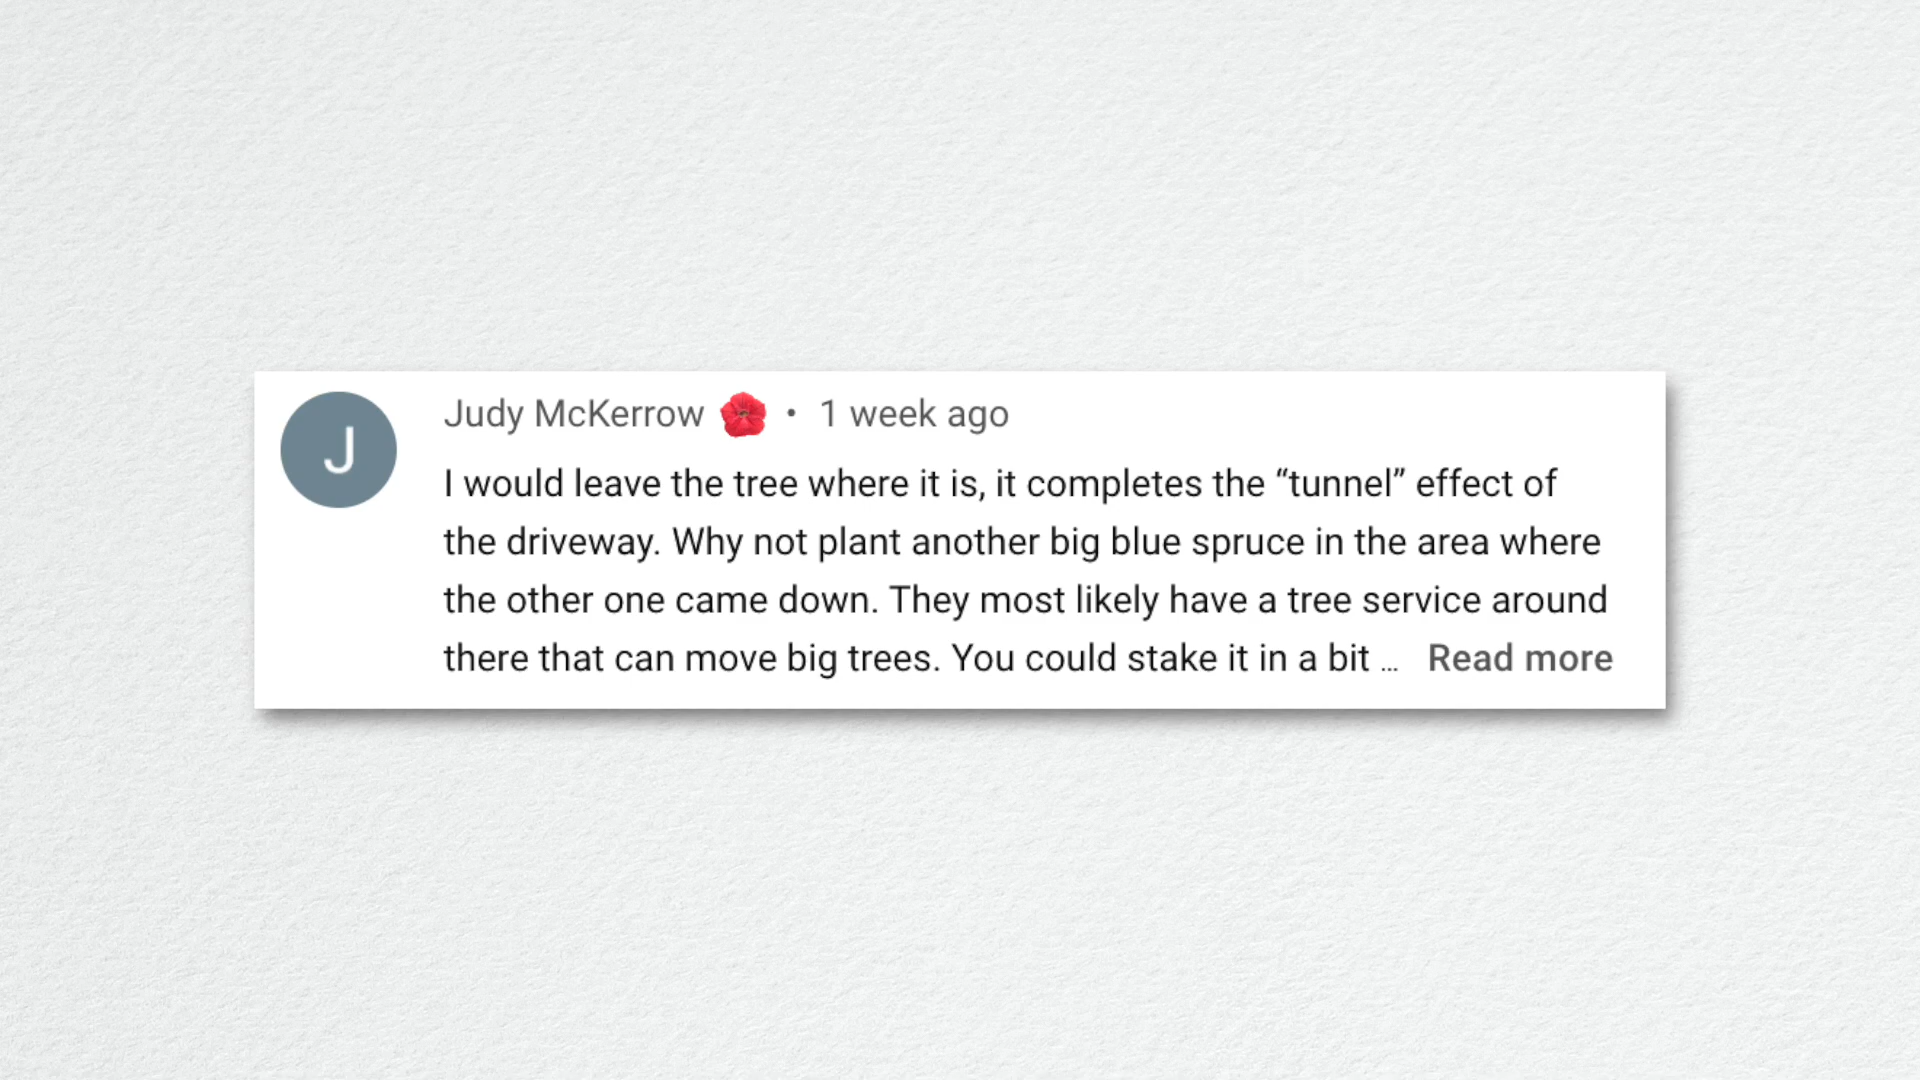 J
Judy McKerrow • 1 week ago
I would leave the tree where it is, it completes the “tunnel” effect of
the driveway. Why not plant another big blue spruce in the area where
the other one came down. They most likely have a tree service around
there that can move big trees. You could stake it in a bit ... Read more